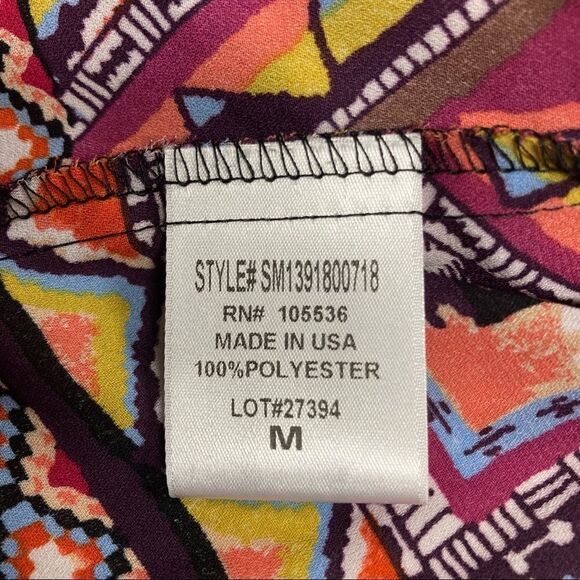 STYLE# SM1391800718
RN# 105536
MADE IN USA
100%POLYESTER
LOT#27394
M